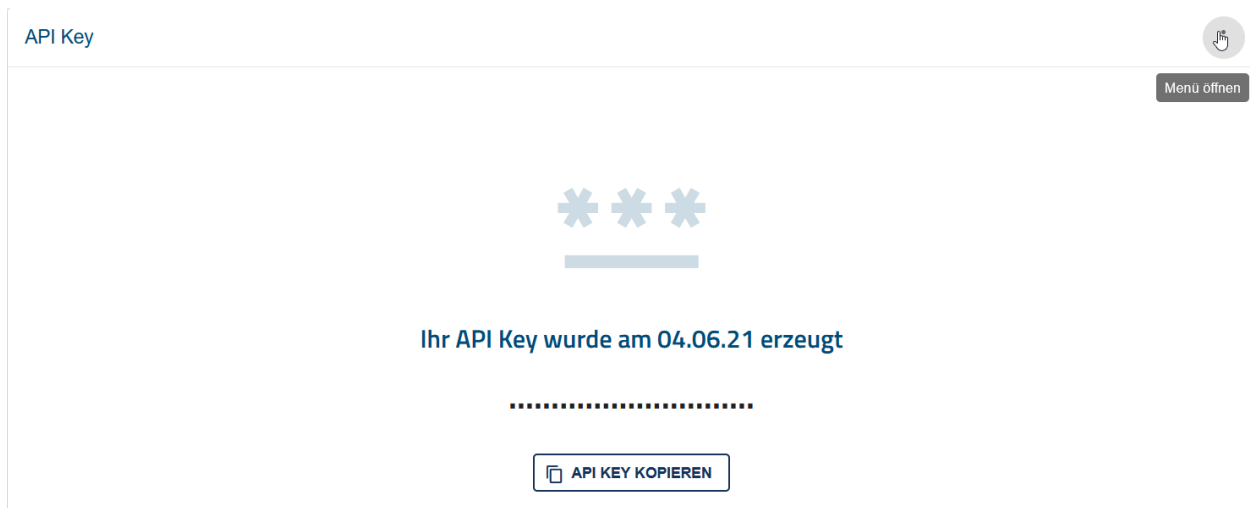 API Key
Menü öffnen
***
Ihr API Key wurde am 04.06.21 erzeugt
API KEY KOPIEREN